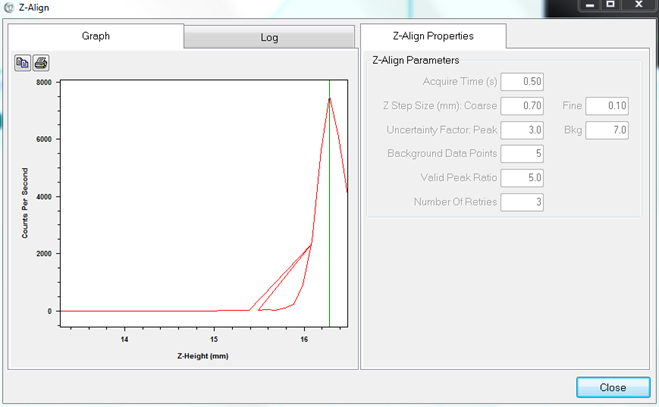 Z-Align
Graph
Log
8000
6000
4000
2000
0
Counts Per Second
14
15
16
Z-Height (mm)
Z-Align Properties
Z-Align Parameters
Acquire Time (s) 0.50
Z Step Size (mm): Coarse 0.70 Fine 0.10
Uncertainty Factor: Peak 3.0 Bkg 7.0
Background Data Points 5
Valid Peak Ratio 5.0
Number Of Retries 3
Close